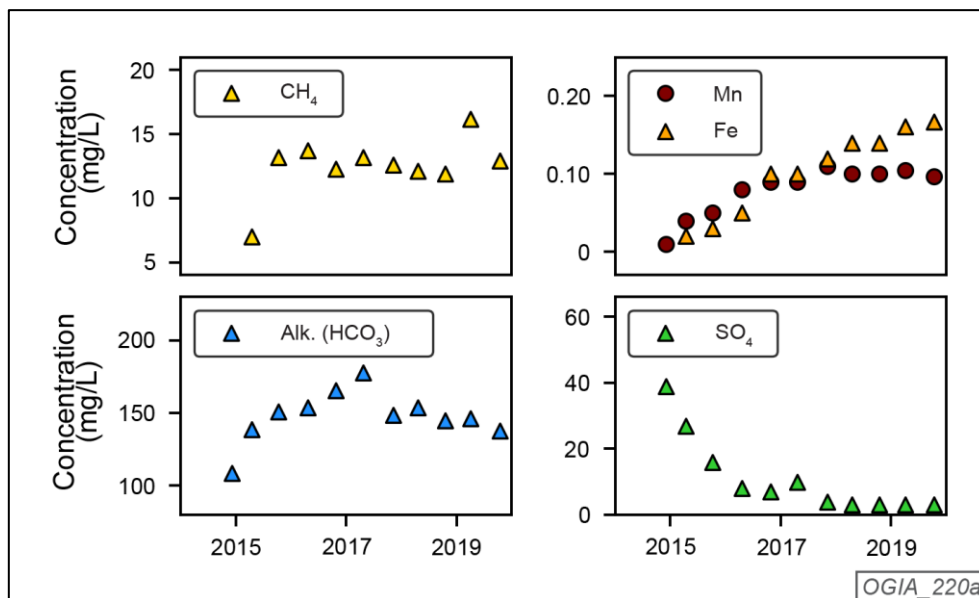 Concentration
(mg/L)
20
15
10
5
CH₄
0.20
0.10
0
Mn
Fe
Concentration
(mg/L)
200
150
100
Alk. (HCO₃)
60
40
20
0
SO₄
2015 2017 2019
2015 2017 2019
OGIA_220a